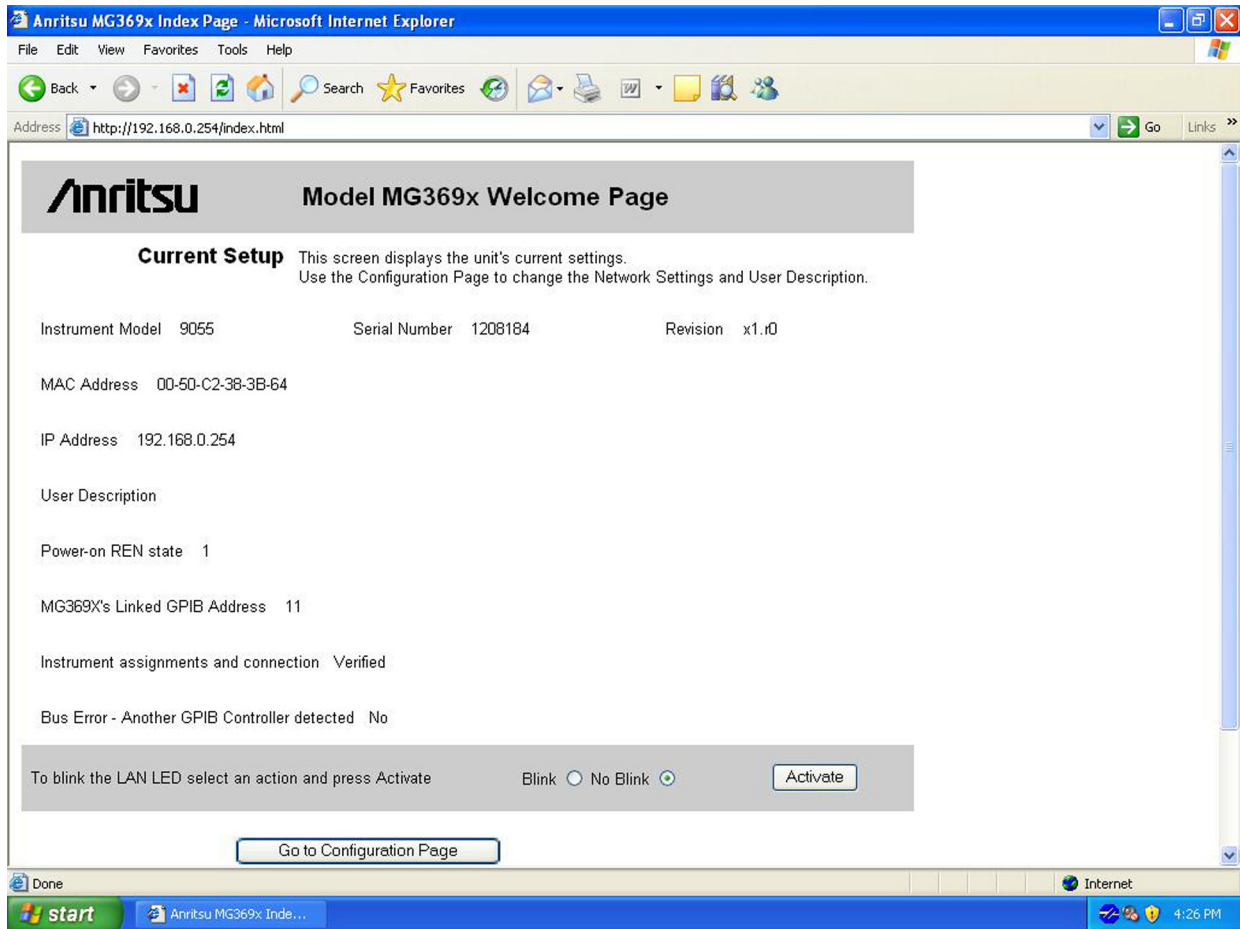 Anritsu MG369x Index Page - Microsoft Internet Explorer
File Edit View Favorites Tools Help
Back Search Favorites
Address http://192.168.0.254/index.html Go Links »
Anritsu Model MG369x Welcome Page
Current Setup This screen displays the unit's current settings.
Use the Configuration Page to change the Network Settings and User Description.
Instrument Model 9055 Serial Number 1208184 Revision x1.r0
MAC Address 00-50-C2-38-3B-64
IP Address 192.168.0.254
User Description
Power-on REN state 1
MG369X's Linked GPIB Address 11
Instrument assignments and connection Verified
Bus Error - Another GPIB Controller detected No
To blink the LAN LED select an action and press Activate Blink No Blink Activate
Go to Configuration Page
Done Internet
start Anritsu MG369x Inde... 4:26 PM